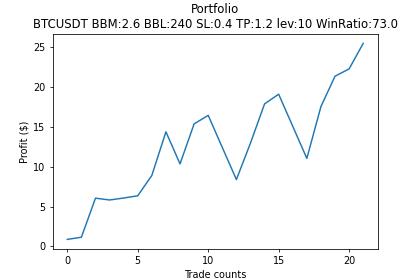 Portfolio
BTCUSDT BBM:2.6 BBL:240 SL:0.4 TP:1.2 lev:10 WinRatio:73.0
25
20
15
10
5
0
Profit ($)
0 5 10 15 20
Trade counts